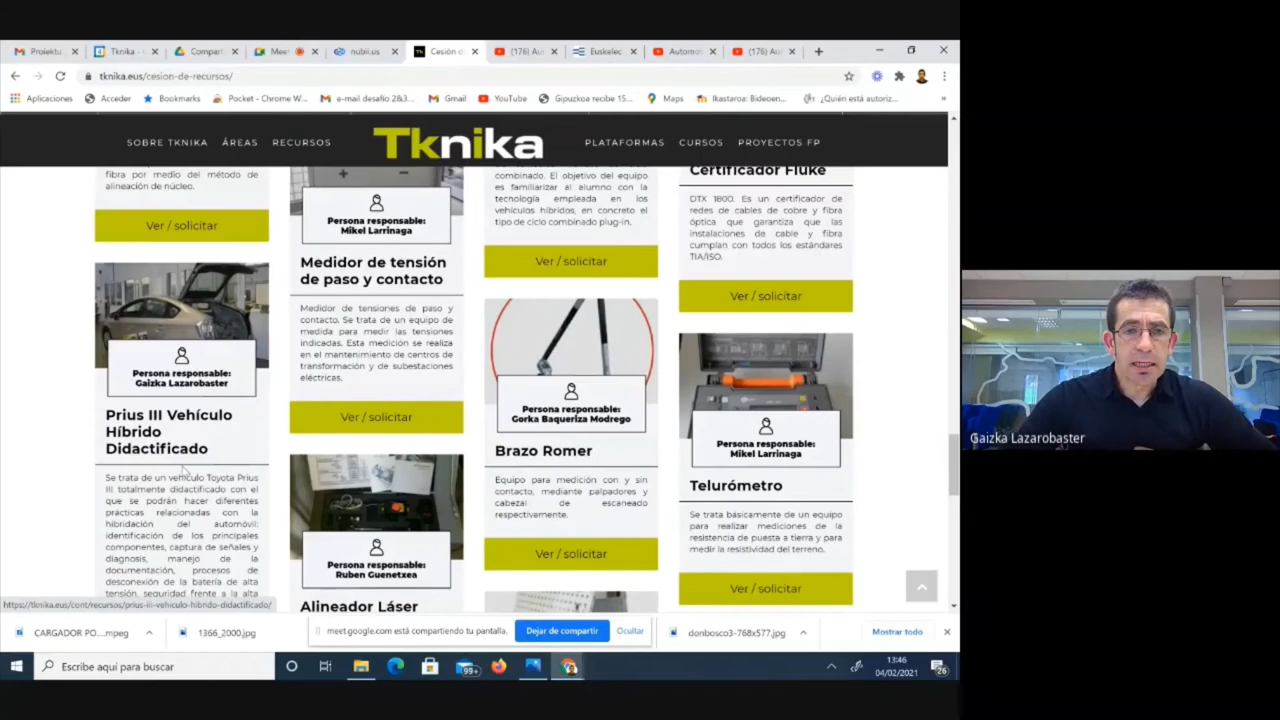 Proiektu
Tknika -
Compart
Meet
nubii.us
Cesión d
(176) Au
Euskelec
Automot
(176) Au
tknika.eus/cesion-de-recursos/
Aplicaciones
Acceder
Bookmarks
Pocket - Chrome W...
e-mail desafío 2&3...
Gmail
YouTube
Gipuzkoa recibe 15...
Maps
Ikastaroa: Bideoen...
¿Quién está autoriz...
»
SOBRE TKNIKA
ÁREAS
RECURSOS
Tknika
PLATAFORMAS
CURSOS
PROYECTOS FP
fibra por medio del método de
alineación de núcleo.
Ver / solicitar
Persona responsable:
Gaizka Lazarobaster
Prius III Vehículo
Híbrido
Didactificado
Se trata de un vehículo Toyota Prius
III totalmente didactificado con el
que se podrán hacer diferentes
prácticas relacionadas con la
hibridación del automóvil:
identificación de los principales
componentes, captura de señales y
diagnosis, manejo de la
documentación, procesos de
desconexión de la batería de alta
tensión, seguridad frente a la alta
Persona responsable:
Mikel Larrinaga
Medidor de tensión
de paso y contacto
Medidor de tensiones de paso y
contacto. Se trata de un equipo de
medida para medir las tensiones
indicadas. Esta medición se realiza
en el mantenimiento de centros de
transformación y de subestaciones
eléctricas.
Ver / solicitar
Persona responsable:
Ruben Guenetxea
Alineador Láser
combinado. El objetivo del equipo
es familiarizar al alumno con la
tecnología empleada en los
vehículos híbridos, en concreto el
tipo de ciclo combinado plug-in.
Ver / solicitar
Persona responsable:
Gorka Baqueriza Modrego
Brazo Romer
Equipo para medición con y sin
contacto, mediante palpadores y
cabezal de escaneado
respectivamente.
Ver / solicitar
Certificador Fluke
DTX 1800. Es un certificador de
redes de cables de cobre y fibra
óptica que garantiza que las
instalaciones de cable y fibra
cumplan con todos los estándares
TIA/ISO.
Ver / solicitar
Persona responsable:
Mikel Larrinaga
Telurómetro
Se trata básicamente de un equipo
para realizar mediciones de la
resistencia de puesta a tierra y para
medir la resistividad del terreno.
Ver / solicitar
https://tknika.eus/cont/recursos/prius-iii-vehiculo-hibrido-didactificado/
CARGADOR PO....mpeg
1366_2000.jpg
meet.google.com está compartiendo tu pantalla.
Dejar de compartir
Ocultar
donbosco3-768x577.jpg
Mostrar todo
Escribe aquí para buscar
99+
13:46
04/02/2021
26
Gaizka Lazarobaster